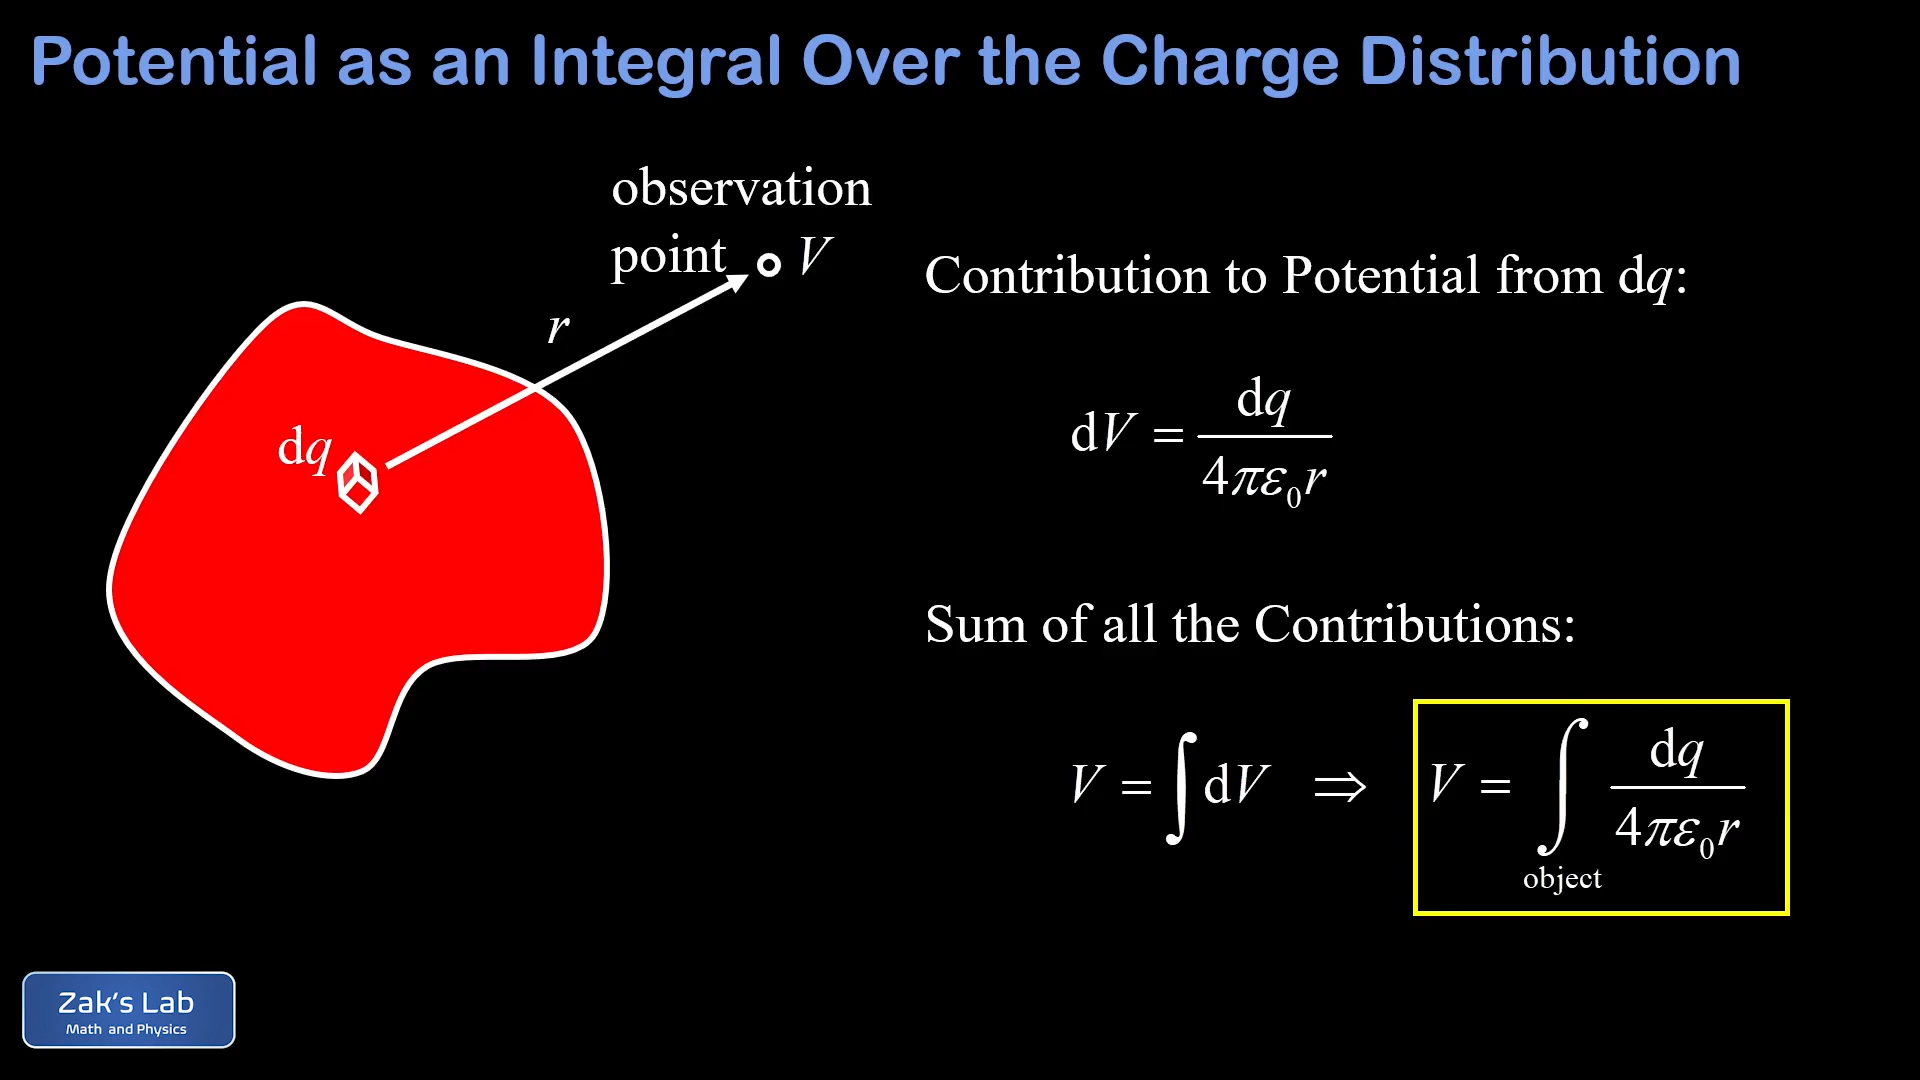 Potential as an Integral Over the Charge Distribution
observation
point V
r
dq
Contribution to Potential from dq:
dV = dq / 4πε₀r
Sum of all the Contributions:
V = ∫ dV ⇒ V = ∫ object dq / 4πε₀r
Zak's Lab
Math and Physics